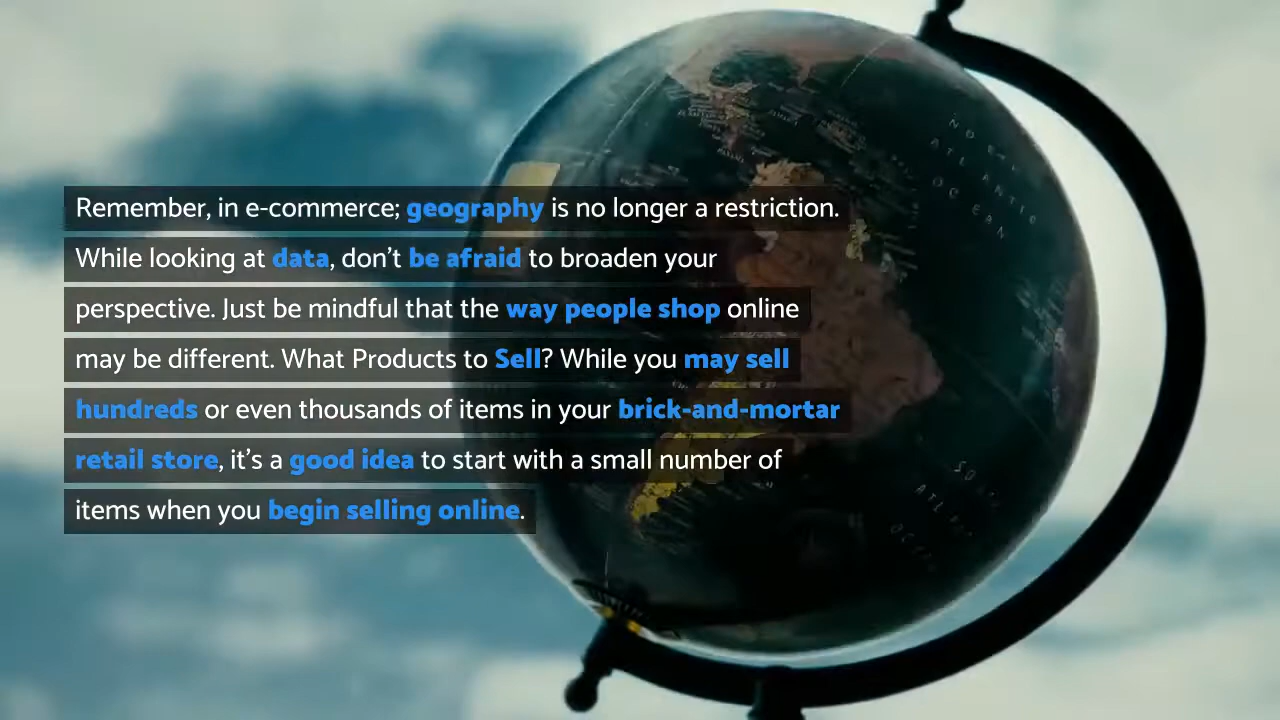 Remember, in e-commerce; geography is no longer a restriction.
While looking at data, don't be afraid to broaden your
perspective. Just be mindful that the way people shop online
may be different. What Products to Sell? While you may sell
hundreds or even thousands of items in your brick-and-mortar
retail store, it's a good idea to start with a small number of
items when you begin selling online.